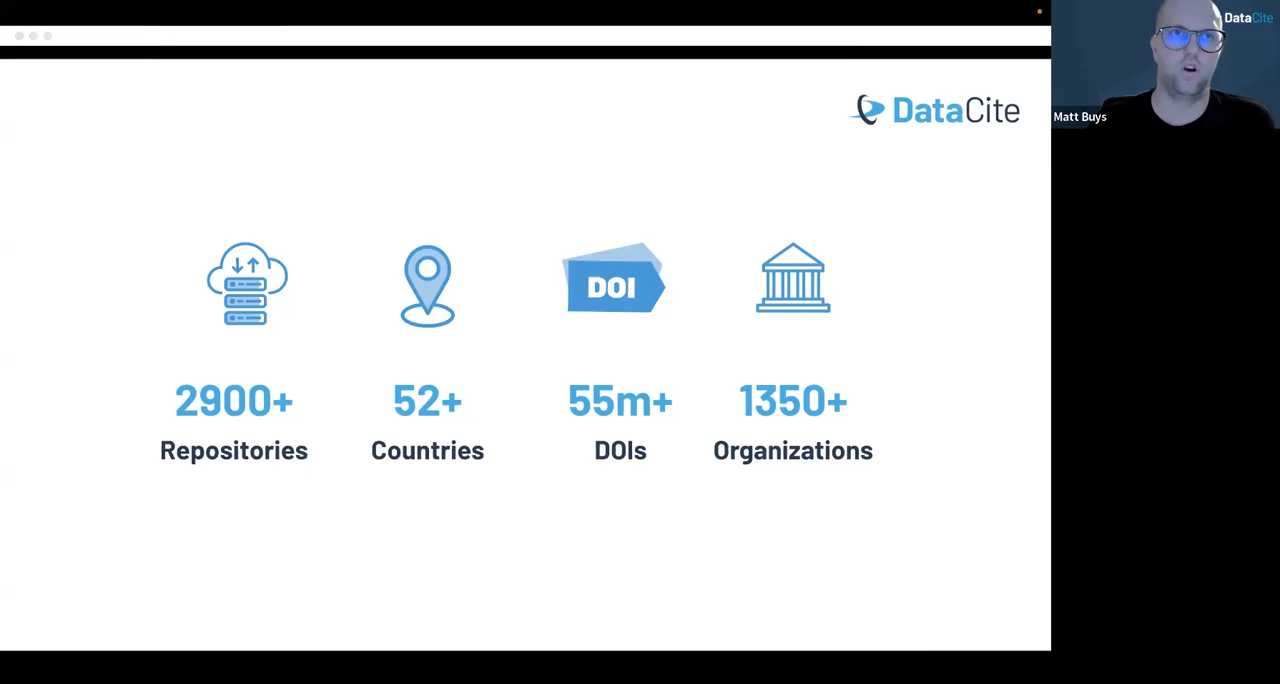 DataCite
DataCite
Matt Buys
DOI
2900+ 52+ 55m+ 1350+
Repositories Countries DOIs Organizations